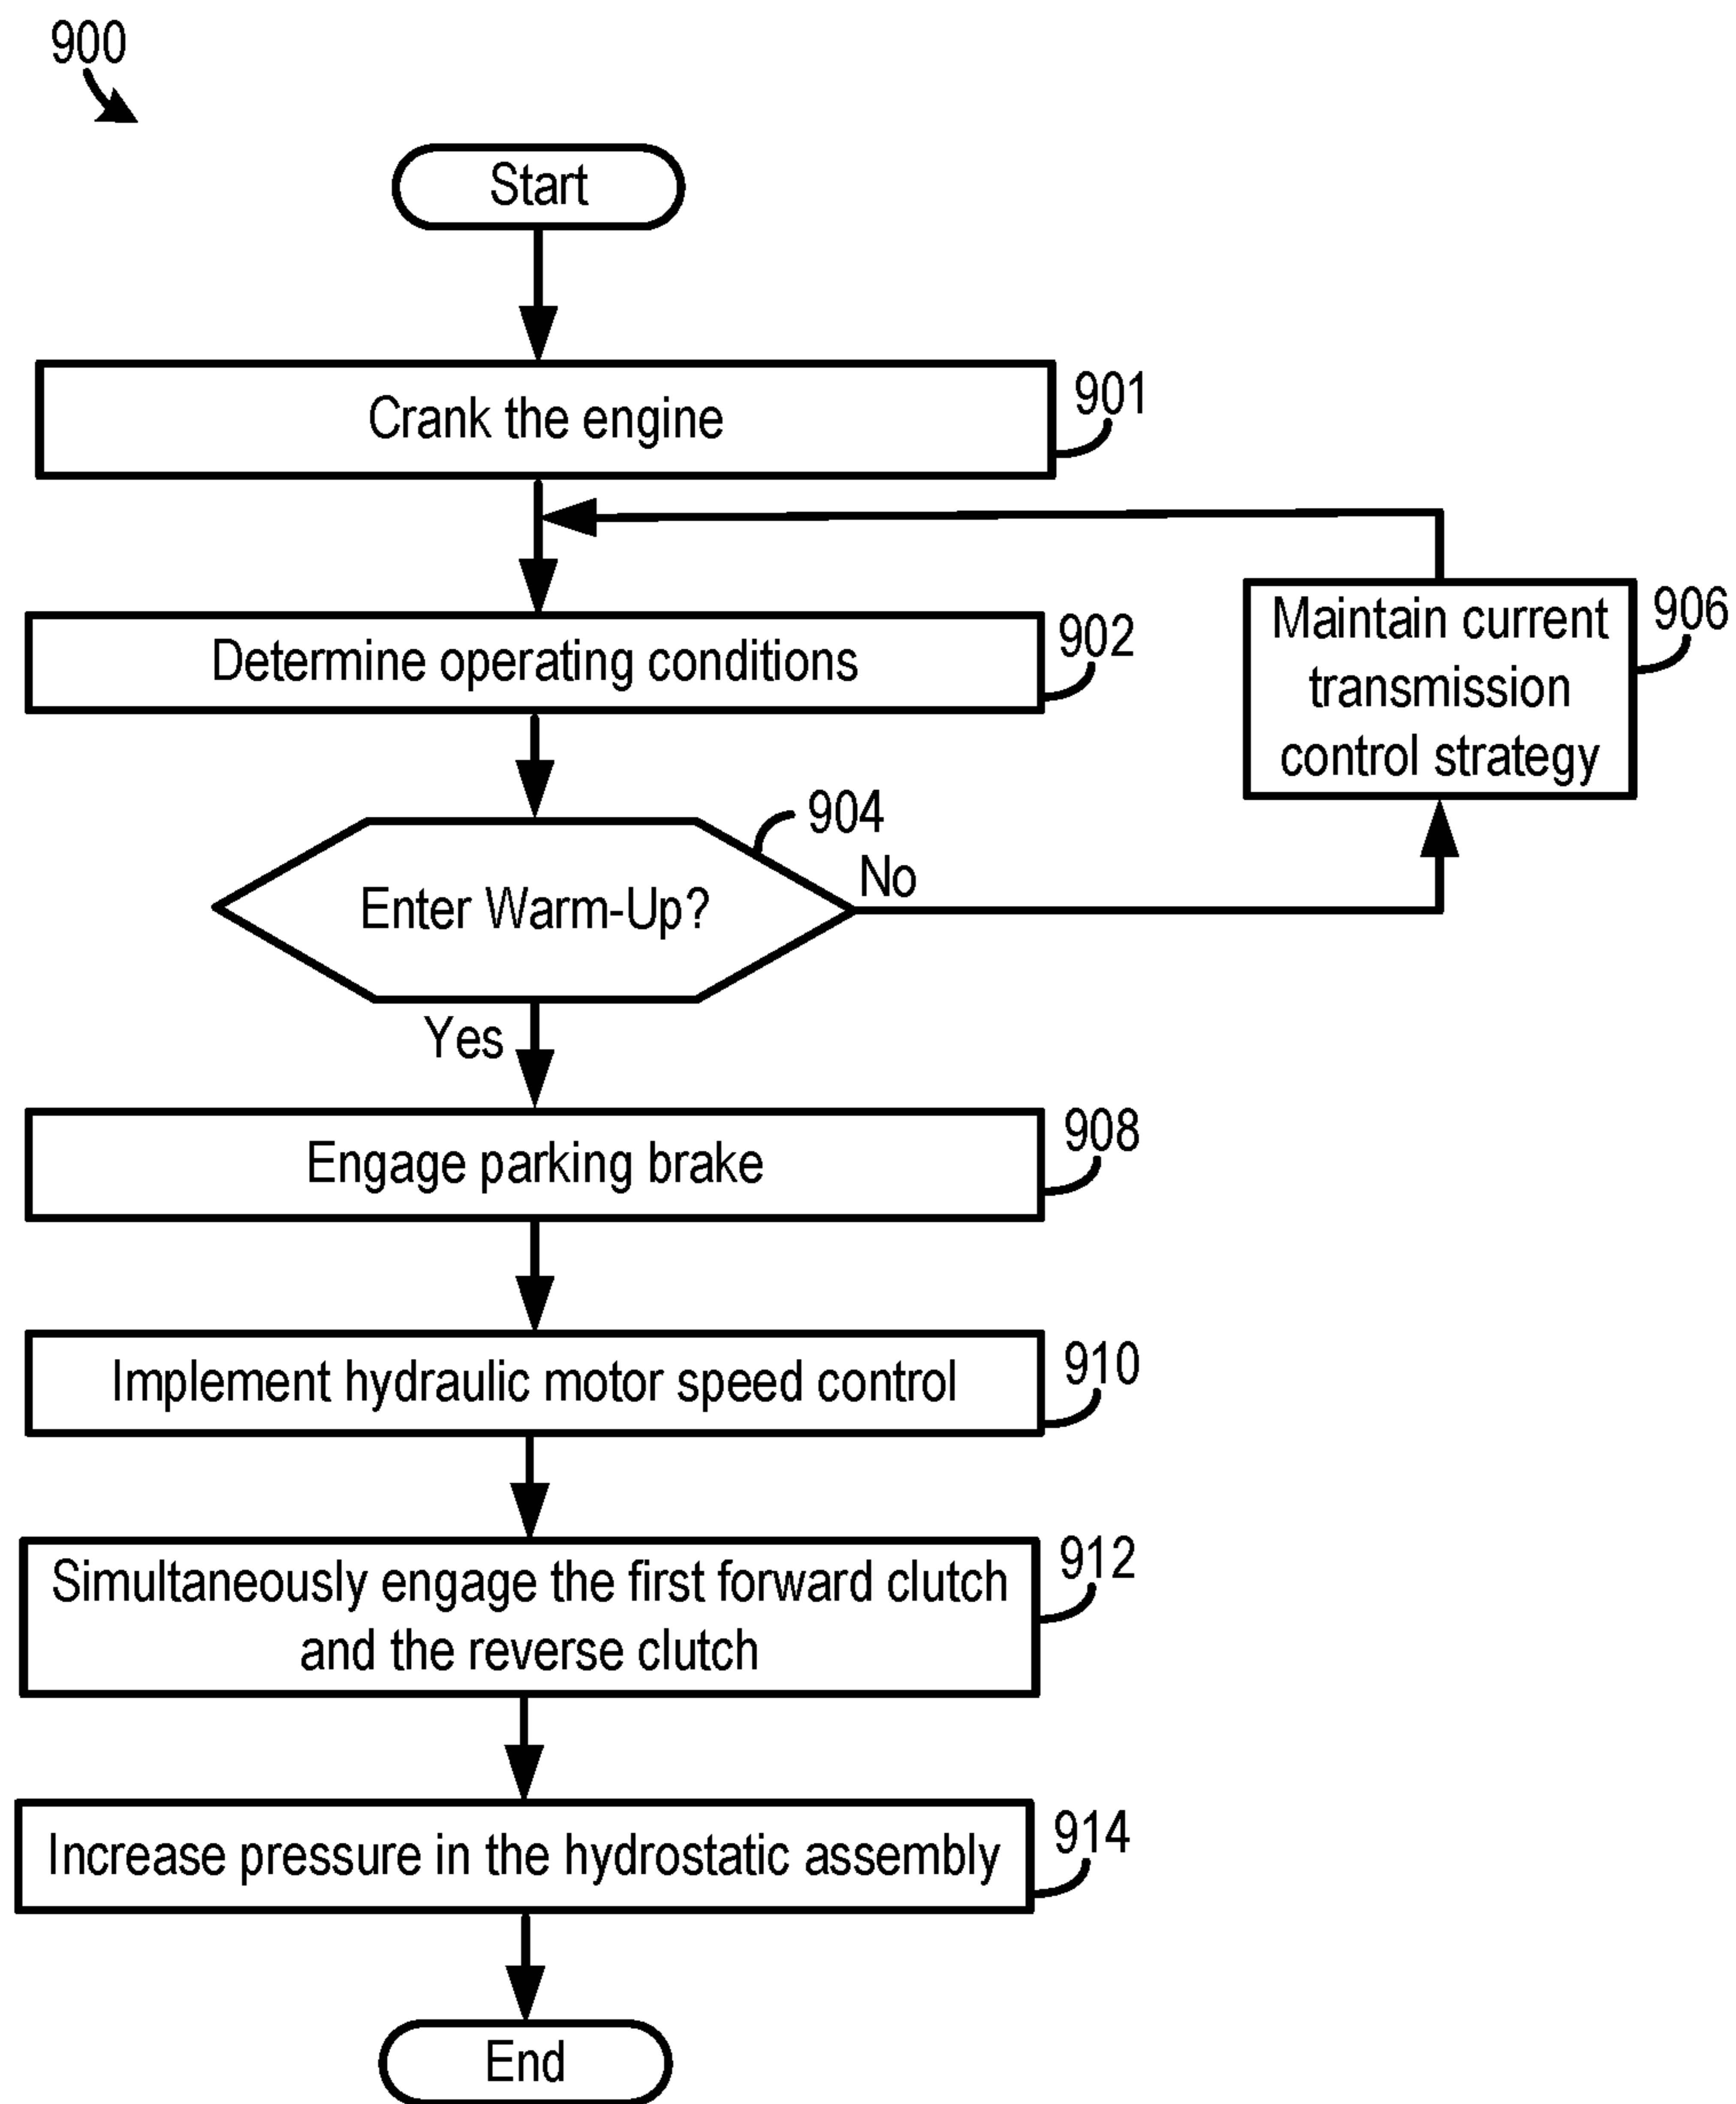 900
Start
Crank the engine
901
Determine operating conditions
902
Maintain current
transmission
control strategy
906
904
Enter Warm-Up?
No
Yes
Engage parking brake
908
Implement hydraulic motor speed control
910
Simultaneously engage the first forward clutch
and the reverse clutch
912
Increase pressure in the hydrostatic assembly
914
End